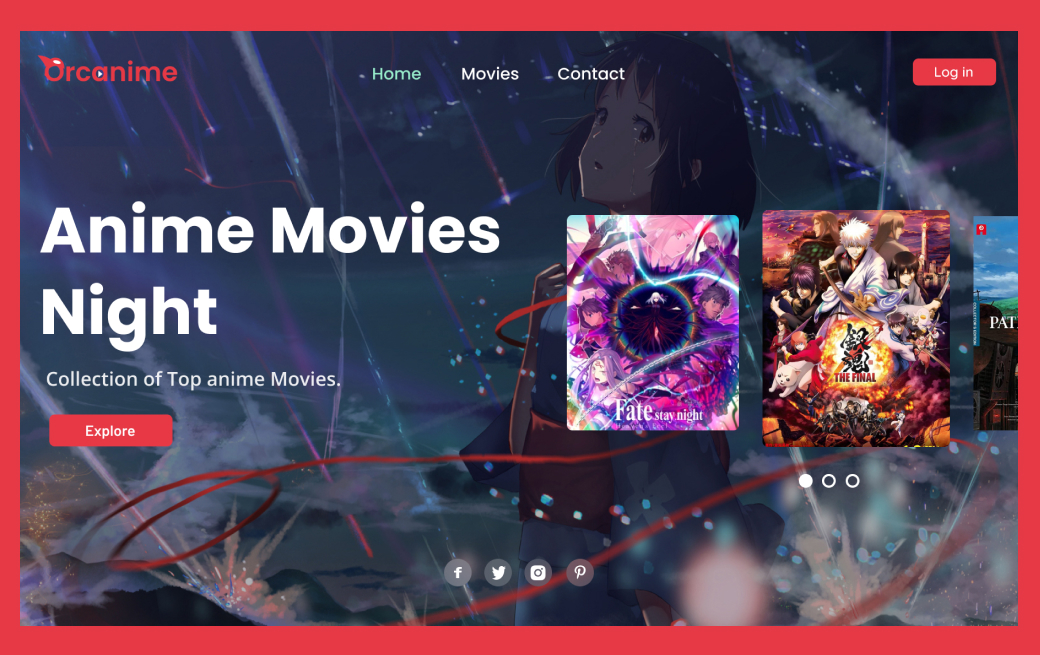 Orcanime
Home
Movies
Contact
Log in
Anime Movies
Night
Collection of Top anime Movies.
Explore
Fate stay night
銀魂
THE FINAL
PAT